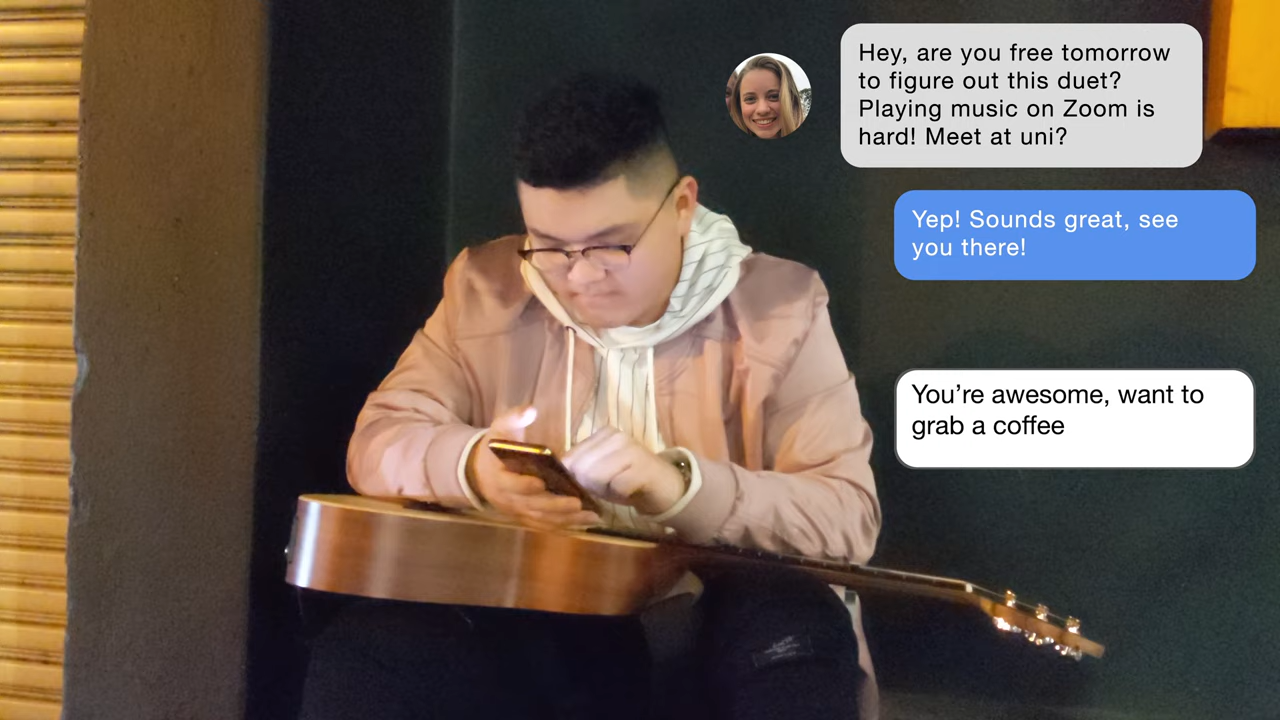 Hey, are you free tomorrow
to figure out this duet?
Playing music on Zoom is
hard! Meet at uni?
Yep! Sounds great, see
you there!
You’re awesome, want to
grab a coffee